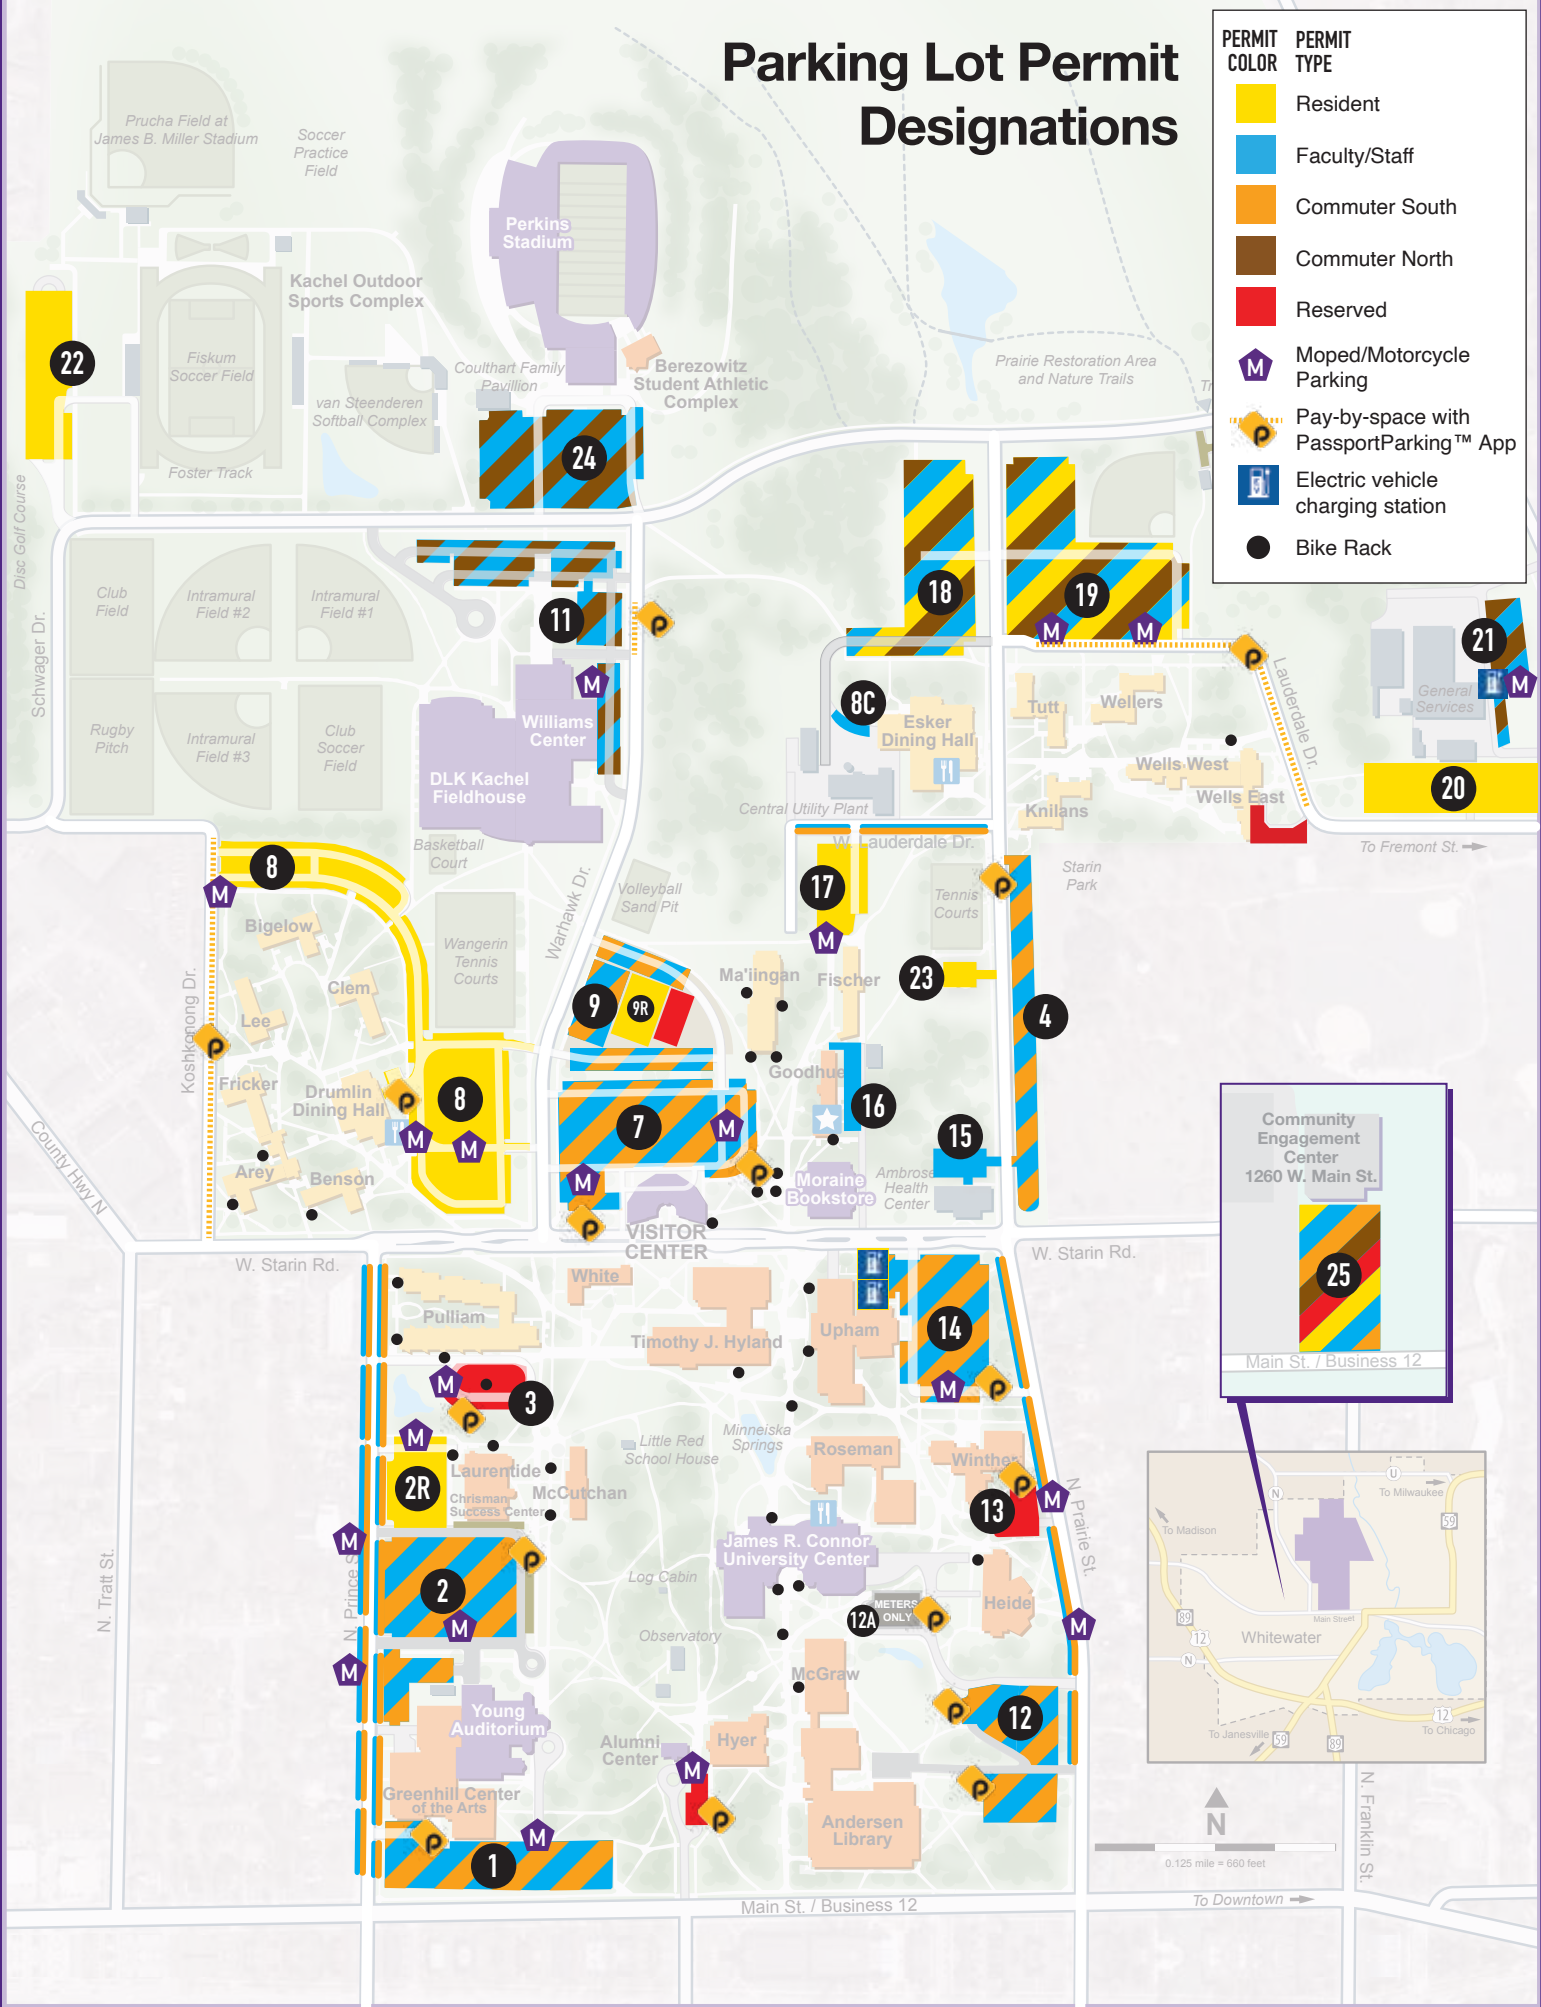 Parking Lot Permit
Designations
PERMIT COLOR
PERMIT TYPE
Resident
Faculty/Staff
Commuter South
Commuter North
Reserved
M
Moped/Motorcycle
Parking
P
Pay-by-space with
PassportParking™ App
Electric vehicle
charging station
Bike Rack
Prucha Field at
James B. Miller Stadium
Soccer
Practice
Field
Perkins
Stadium
Kachel Outdoor
Sports Complex
22
Fiskum
Soccer Field
Coulthart Family
Pavillion
Berezowitz
Student Athletic
Complex
Prairie Restoration Area
and Nature Trails
Tr
van Steenderen
Softball Complex
Foster Track
24
Disc Golf Course
Schwager Dr.
Club
Field
Intramural
Field #2
Intramural
Field #1
11
P
18
19
M
M
P
21
M
General
Services
Lauderdale Dr.
Rugby
Pitch
Intramural
Field #3
Club
Soccer
Field
M
Williams
Center
DLK Kachel
Fieldhouse
8C
Esker
Dining Hall
Tutt
Wellers
Wells West
Wells East
Knilans
20
Central Utility Plant
W. Lauderdale Dr.
To Fremont St.
Basketball
Court
Warhawk Dr.
Volleyball
Sand Pit
8
M
Bigelow
Wangerin
Tennis
Courts
17
M
Tennis
Courts
P
Starin
Park
Koshkonong Dr.
Clem
Lee
9
9R
Ma'iingan
Fischer
23
4
P
Fricker
Drumlin
Dining Hall
P
8
M
M
7
M
Goodhue
16
15
Arey
Benson
M
P
P
Moraine
Bookstore
Ambrose
Health
Center
VISITOR
CENTER
County Hwy N
W. Starin Rd.
W. Starin Rd.
Community
Engagement
Center
1260 W. Main St.
25
Main St. / Business 12
White
Pulliam
Timothy J. Hyland
Upham
14
M
P
M
3
P
M
2R
Laurentide
Chrisman
Success Center
McCutchan
Little Red
School House
Minneiska
Springs
Roseman
Winther
P
13
M
N. Prairie St.
N. Tratt St.
N. Prince S
M
P
2
M
M
James R. Connor
University Center
Log Cabin
Observatory
12A
METERS
ONLY
P
Heide
M
McGraw
Young
Auditorium
Alumni
Center
Hyer
P
12
P
M
P
Greenhill Center
of the Arts
P
M
1
Andersen
Library
Main St. / Business 12
To Downtown
N. Franklin St.
N
0.125 mile = 660 feet
To Madison
N
U
To Milwaukee
59
89
12
N
Main Street
Whitewater
To Janesville
59
89
12
To Chicago